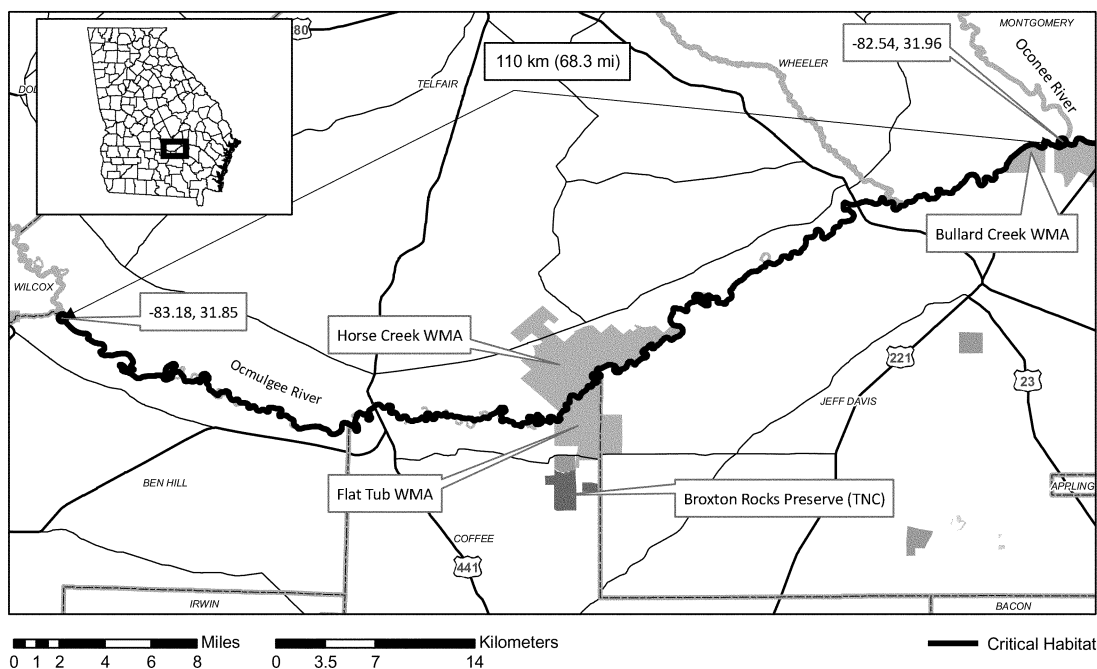 80
MONTGOMERY
-82.54, 31.96
Oconee River
110 km (68.3 mi)
WHEELER
TELFAIR
DOD
Bullard Creek WMA
WILCOX
-83.18, 31.85
Horse Creek WMA
Ocmulgee River
221
23
JEFF DAVIS
BEN HILL
Flat Tub WMA
Broxton Rocks Preserve (TNC)
APPLING
COFFEE
441
IRWIN
BACON
Miles
0 1 2 4 6 8
Kilometers
0 3.5 7 14
Critical Habitat